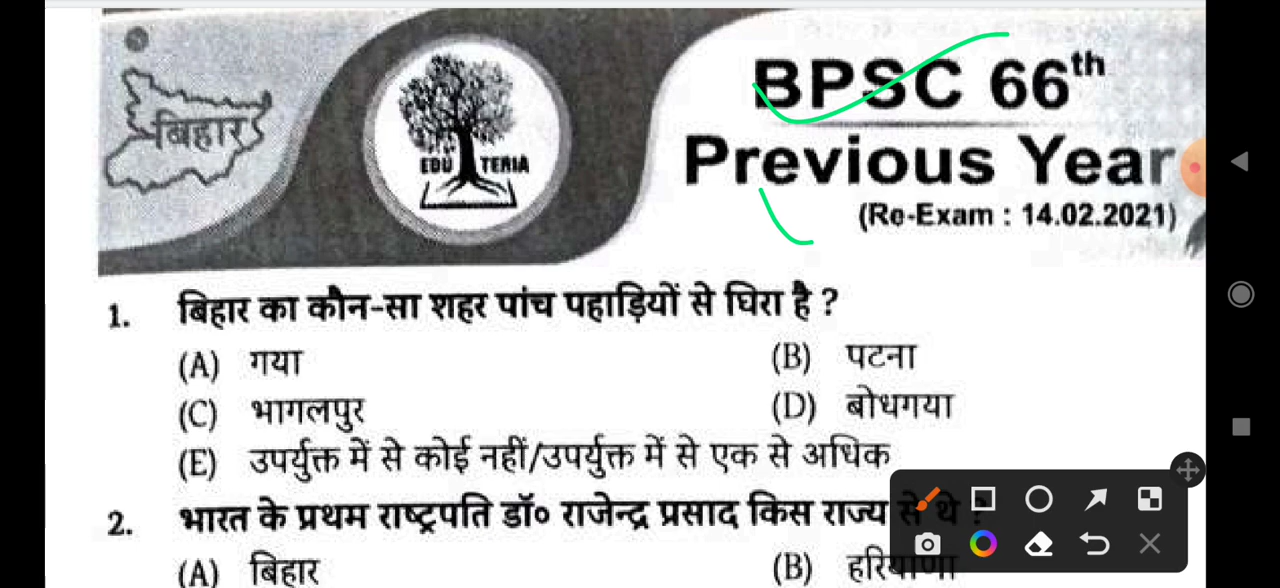 बिहार
EDU TERIA
BPSC 66th
Previous Year
(Re-Exam : 14.02.2021)
1. बिहार का कौन-सा शहर पांच पहाड़ियों से घिरा है ?
(A) गया (B) पटना
(C) भागलपुर (D) बोधगया
(E) उपर्युक्त में से कोई नहीं/उपर्युक्त में से एक से अधिक
2. भारत के प्रथम राष्ट्रपति डॉ० राजेन्द्र प्रसाद किस राज्य से थे ?
(A) बिहार (B) हरियाणा